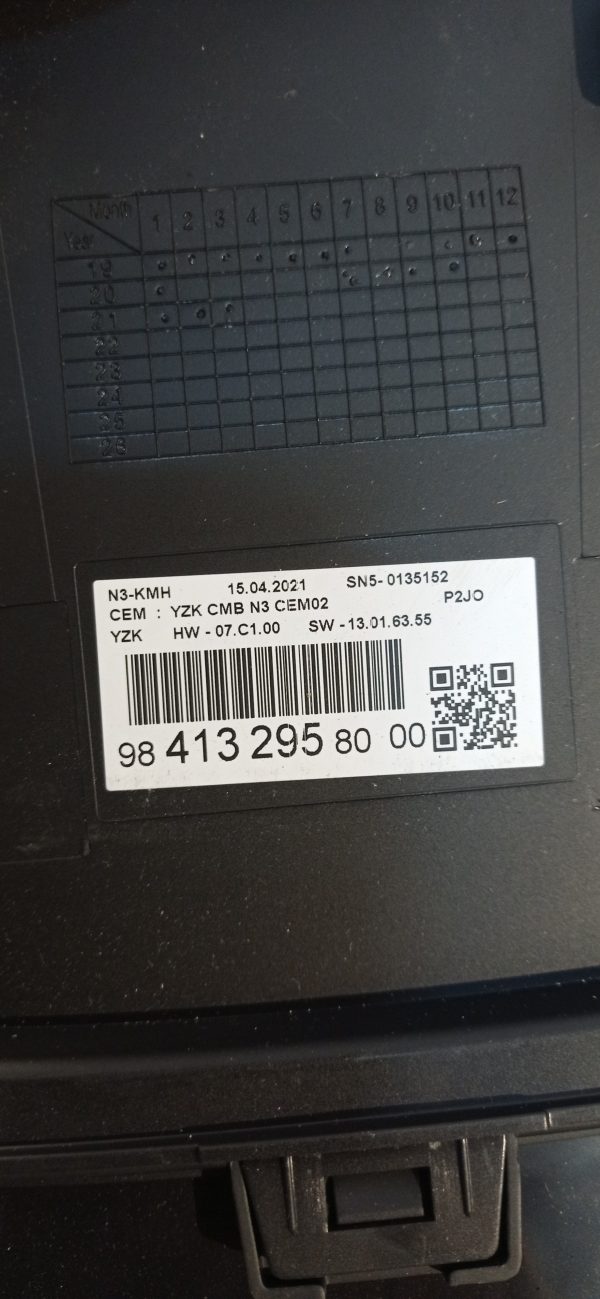 Month 1 2 3 4 5 6 7 8 9 10 11 12
Year
19
20
21
22
23
24
25
26
N3-KMH 15.04.2021 SN5- 0135152
CEM : YZK CMB N3 CEM02 P2JO
YZK HW - 07.C1.00 SW - 13.01.63.55
98 413 295 80 00